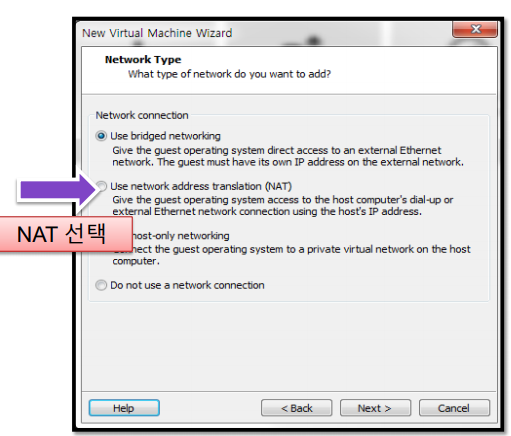 New Virtual Machine Wizard
Network Type
What type of network do you want to add?
Network connection
Use bridged networking
Give the guest operating system direct access to an external Ethernet
network. The guest must have its own IP address on the external network.
Use network address translation (NAT)
Give the guest operating system access to the host computer's dial-up or
external Ethernet network connection using the host's IP address.
NAT 선택
host-only networking
the guest operating system to a private virtual network on the host
computer.
Do not use a network connection
Help
< Back
Next >
Cancel